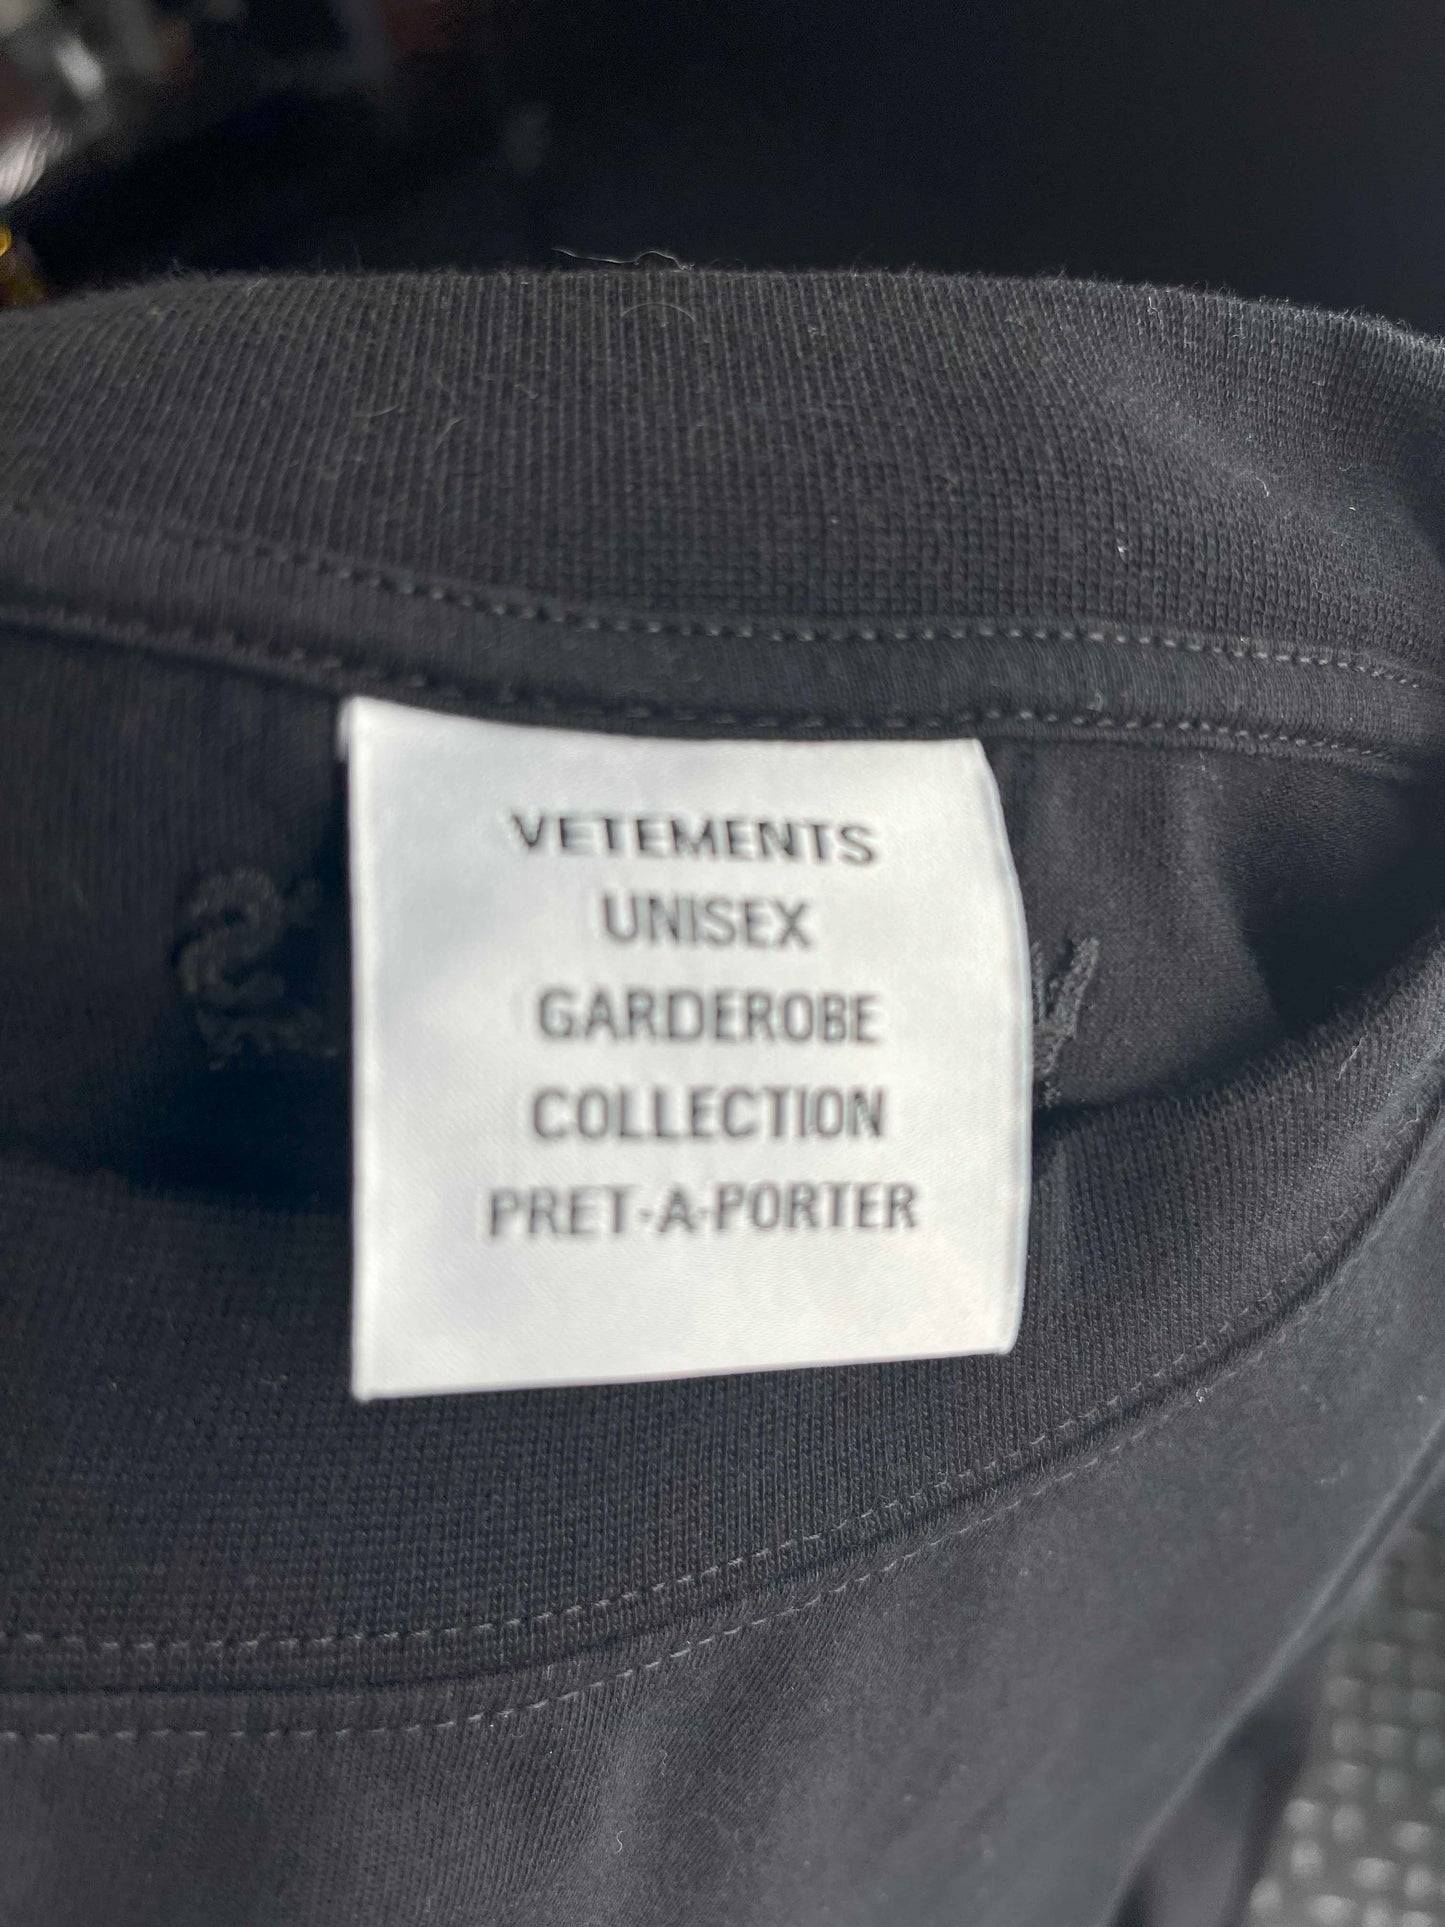 VETEMENTS
UNISEX
GARDEROBE
COLLECTION
PRET-A-PORTER